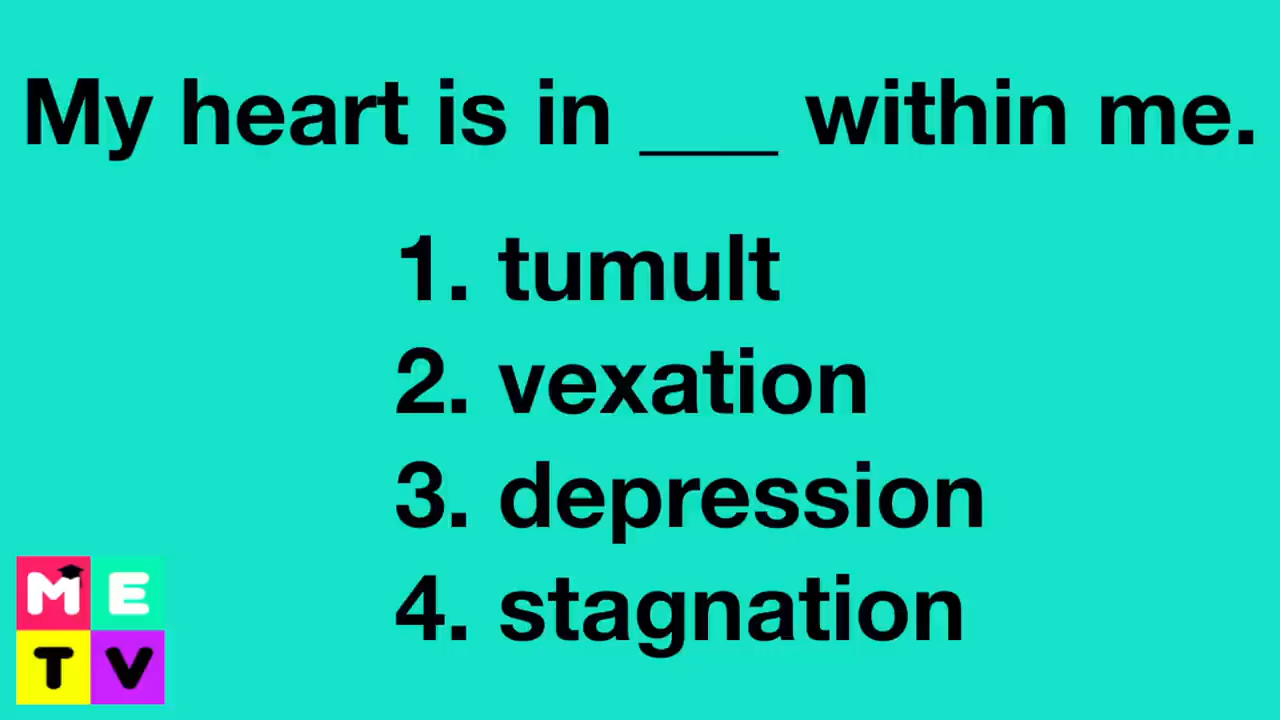 My heart is in ___ within me.
1. tumult
2. vexation
3. depression
4. stagnation
ME
TV